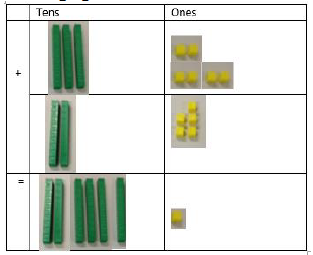 Tens Ones
+
=